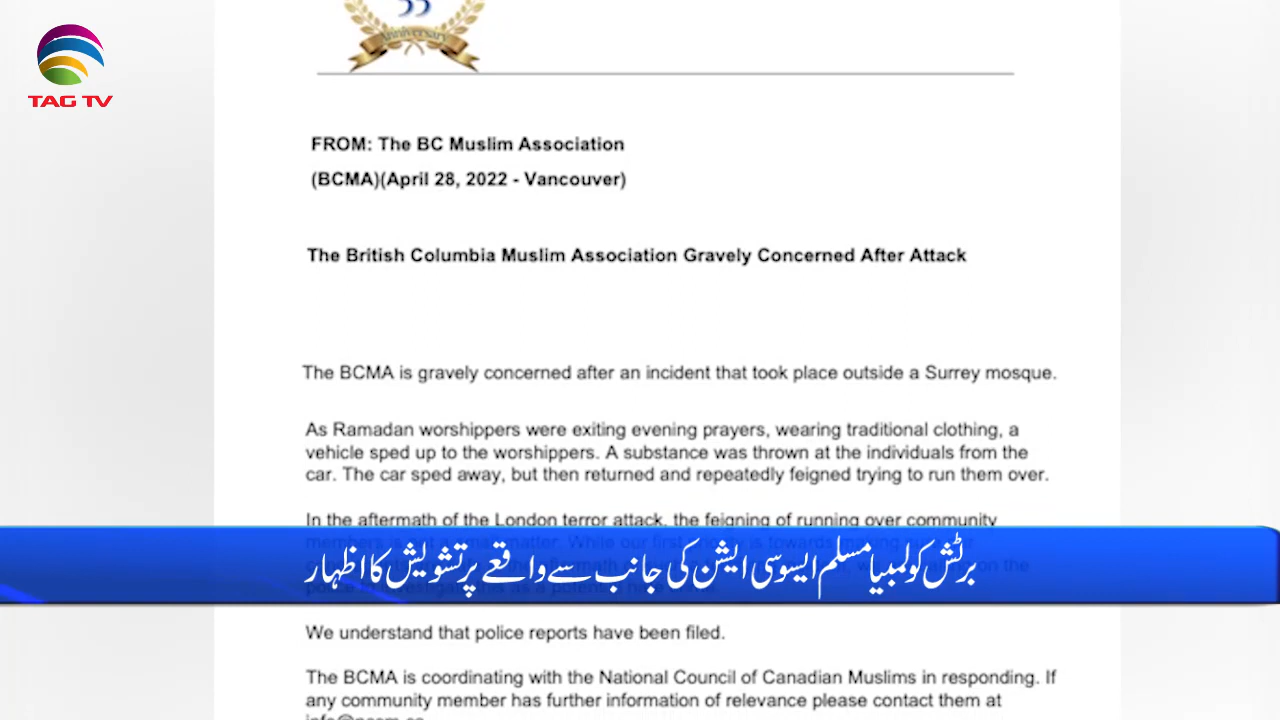 55
Anniversary
TAG TV
FROM: The BC Muslim Association
(BCMA)(April 28, 2022 - Vancouver)
The British Columbia Muslim Association Gravely Concerned After Attack
The BCMA is gravely concerned after an incident that took place outside a Surrey mosque.
As Ramadan worshippers were exiting evening prayers, wearing traditional clothing, a
vehicle sped up to the worshippers. A substance was thrown at the individuals from the
car. The car sped away, but then returned and repeatedly feigned trying to run them over.
In the aftermath of the London terror attack, the feigning of running over community
برٹش کولمبیا مسلم ایسوسی ایشن کی جانب سے واقعے پر تشویش کا اظہار
We understand that police reports have been filed.
The BCMA is coordinating with the National Council of Canadian Muslims in responding. If
any community member has further information of relevance please contact them at